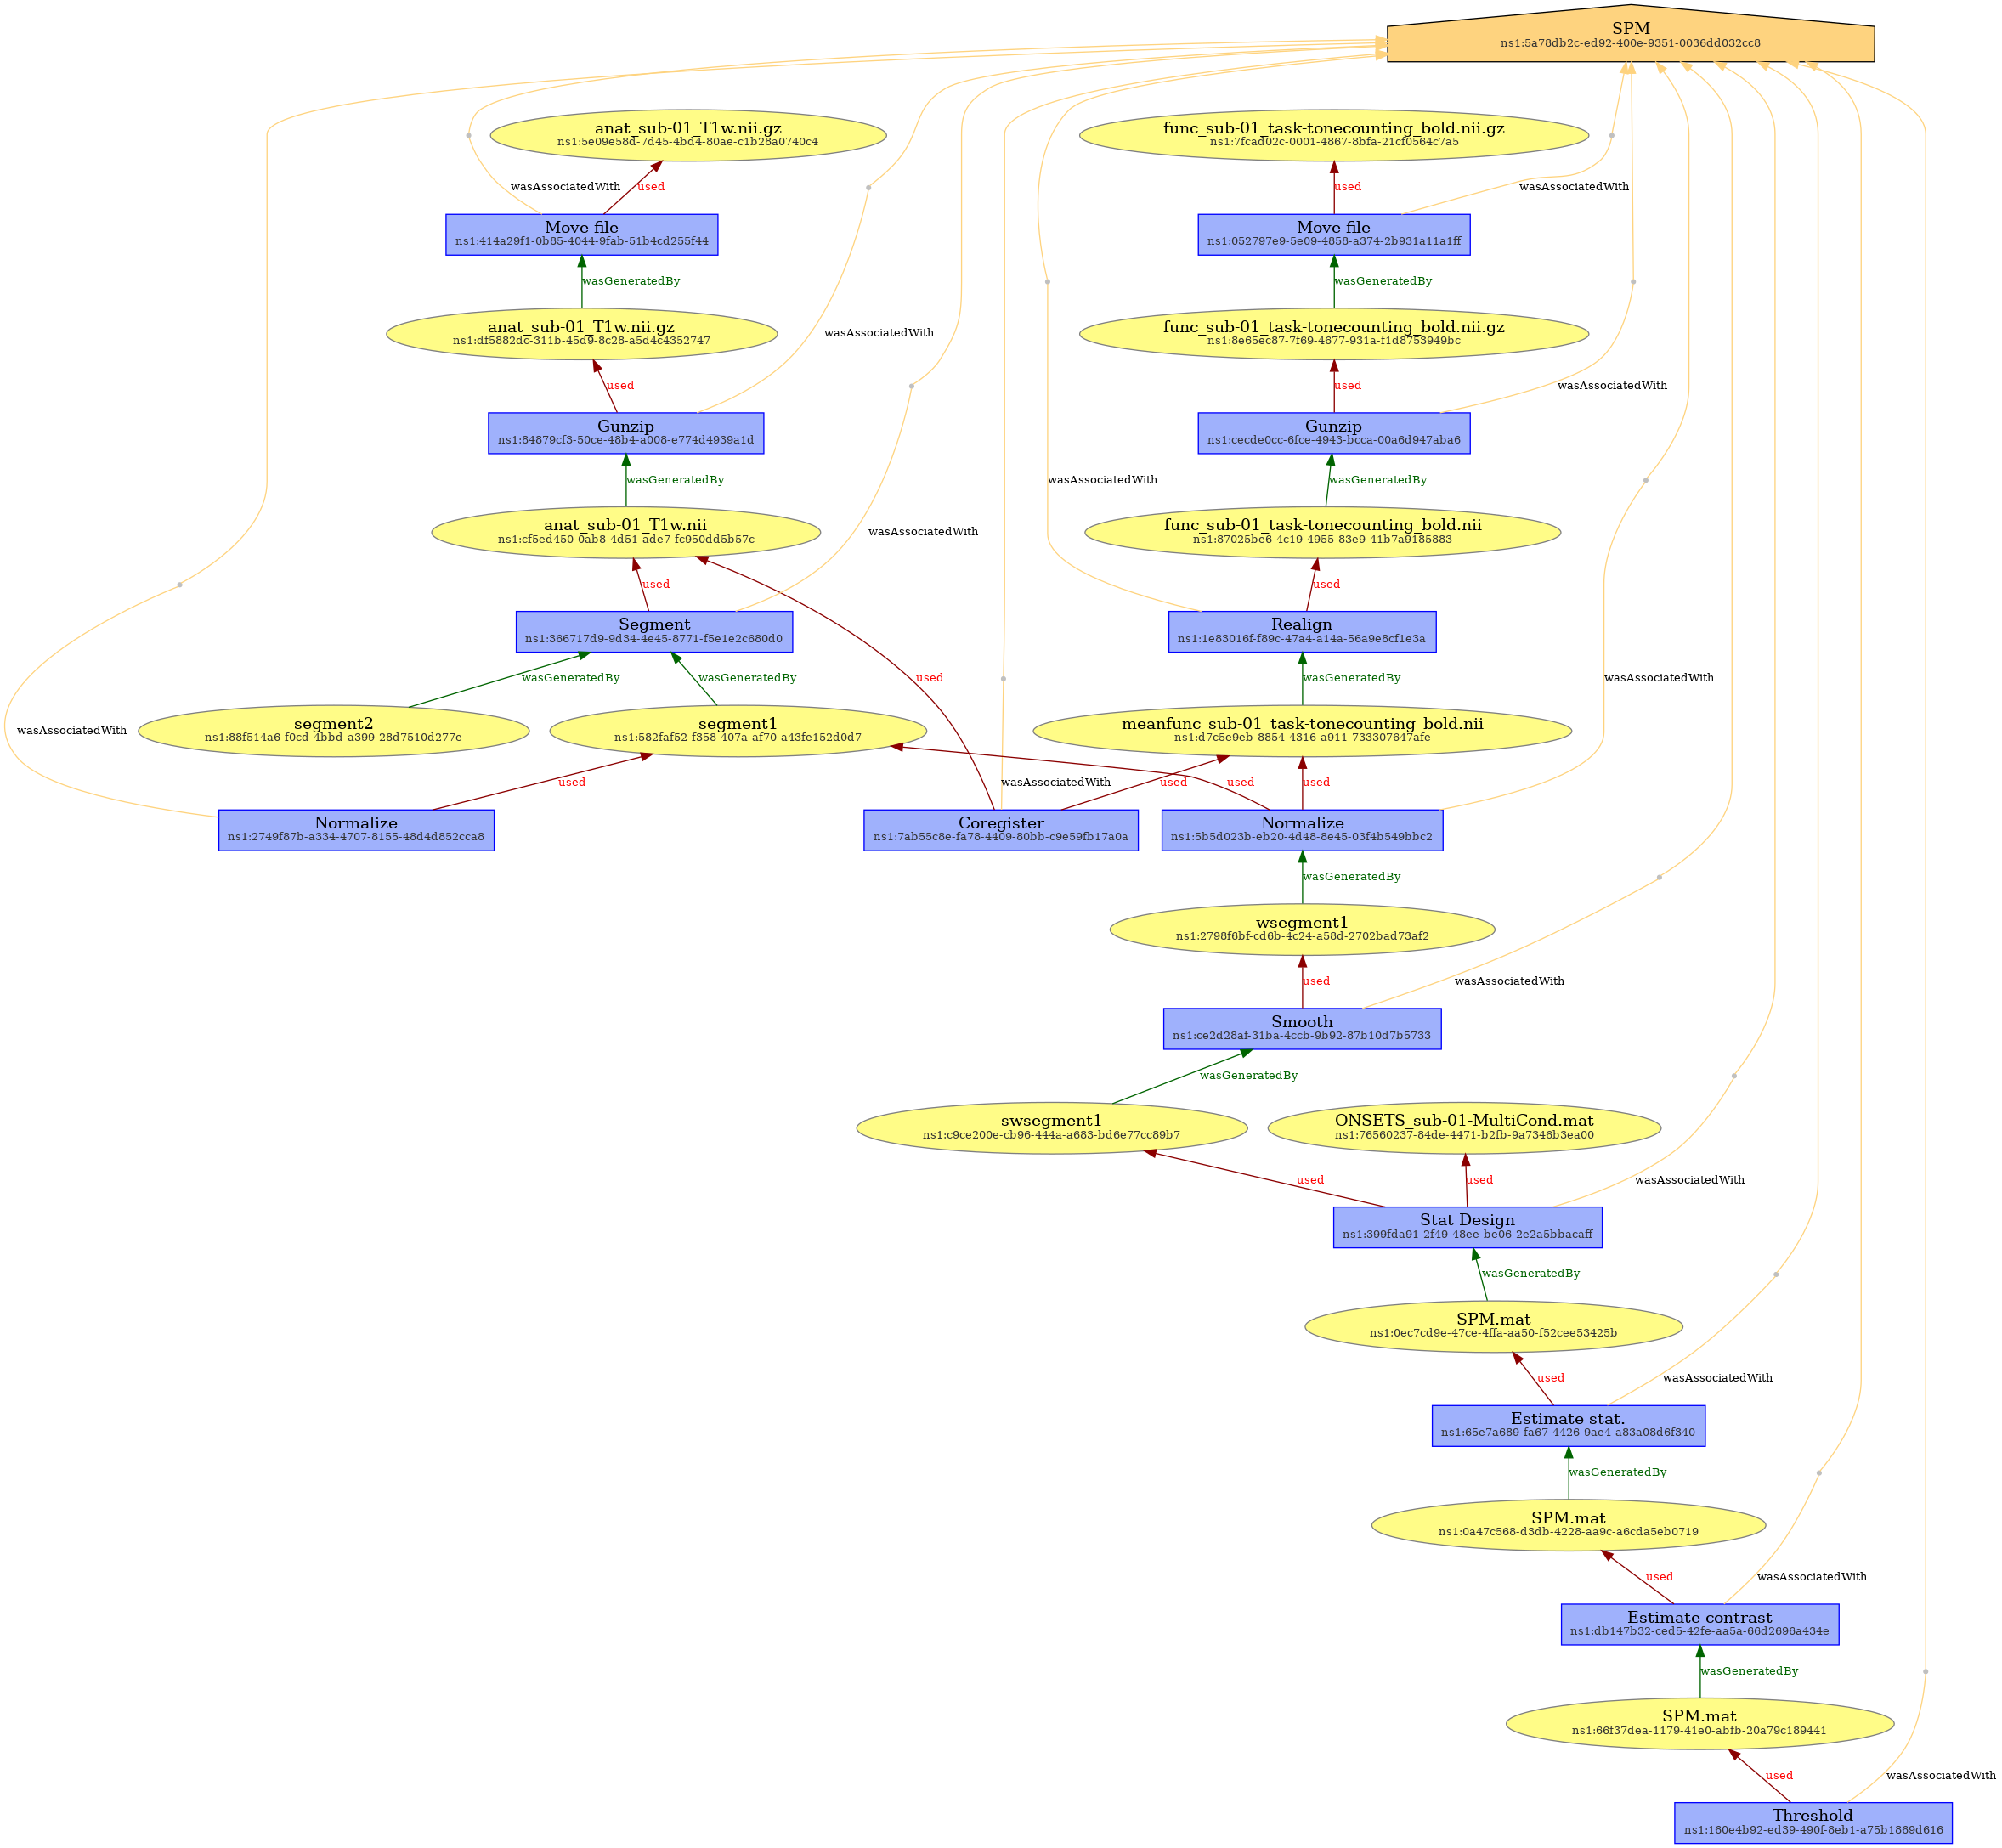 SPM
ns1:5a78db2c-ed92-400e-9351-0036dd032cc8
anat_sub-01_T1w.nii.gz
ns1:5e09e58d-7d45-4bd4-80ae-c1b28a0740c4
func_sub-01_task-tonecounting_bold.nii.gz
ns1:7fcad02c-0001-4867-8bfa-21cf0564c7a5
wasAssociatedWith
used
used
wasAssociatedWith
Move file
ns1:414a29f1-0b85-4044-9fab-51b4cd255f44
Move file
ns1:052797e9-5e09-4858-a374-2b931a11a1ff
wasGeneratedBy
wasGeneratedBy
anat_sub-01_T1w.nii.gz
ns1:df5882dc-311b-45d9-8c28-a5d4c4352747
wasAssociatedWith
func_sub-01_task-tonecounting_bold.nii.gz
ns1:8e65ec87-7f69-4677-931a-f1d8753949bc
used
used
wasAssociatedWith
Gunzip
ns1:84879cf3-50ce-48b4-a008-e774d4939a1d
Gunzip
ns1:cecde0cc-6fce-4943-bcca-00a6d947aba6
wasGeneratedBy
wasAssociatedWith
wasGeneratedBy
anat_sub-01_T1w.nii
ns1:cf5ed450-0ab8-4d51-ade7-fc950dd5b57c
wasAssociatedWith
func_sub-01_task-tonecounting_bold.nii
ns1:87025be6-4c19-4955-83e9-41b7a9185883
used
used
Segment
ns1:366717d9-9d34-4e45-8771-f5e1e2c680d0
Realign
ns1:1e83016f-f89c-47a4-a14a-56a9e8cf1e3a
wasGeneratedBy
wasGeneratedBy
used
wasGeneratedBy
wasAssociatedWith
wasAssociatedWith
segment2
ns1:88f514a6-f0cd-4bbd-a399-28d7510d277e
segment1
ns1:582faf52-f358-407a-af70-a43fe152d0d7
meanfunc_sub-01_task-tonecounting_bold.nii
ns1:d7c5e9eb-8854-4316-a911-733307647afe
used
wasAssociatedWith
used
used
used
Normalize
ns1:2749f87b-a334-4707-8155-48d4d852cca8
Coregister
ns1:7ab55c8e-fa78-4409-80bb-c9e59fb17a0a
Normalize
ns1:5b5d023b-eb20-4d48-8e45-03f4b549bbc2
wasGeneratedBy
wsegment1
ns1:2798f6bf-cd6b-4c24-a58d-2702bad73af2
used
wasAssociatedWith
Smooth
ns1:ce2d28af-31ba-4ccb-9b92-87b10d7b5733
wasGeneratedBy
swsegment1
ns1:c9ce200e-cb96-444a-a683-bd6e77cc89b7
ONSETS_sub-01-MultiCond.mat
ns1:76560237-84de-4471-b2fb-9a7346b3ea00
used
used
wasAssociatedWith
Stat Design
ns1:399fda91-2f49-48ee-be06-2e2a5bbacaff
wasGeneratedBy
SPM.mat
ns1:0ec7cd9e-47ce-4ffa-aa50-f52cee53425b
used
wasAssociatedWith
Estimate stat.
ns1:65e7a689-fa67-4426-9ae4-a83a08d6f340
wasGeneratedBy
SPM.mat
ns1:0a47c568-d3db-4228-aa9c-a6cda5eb0719
used
wasAssociatedWith
Estimate contrast
ns1:db147b32-ced5-42fe-aa5a-66d2696a434e
wasGeneratedBy
SPM.mat
ns1:66f37dea-1179-41e0-abfb-20a79c189441
used
wasAssociatedWith
Threshold
ns1:160e4b92-ed39-490f-8eb1-a75b1869d616